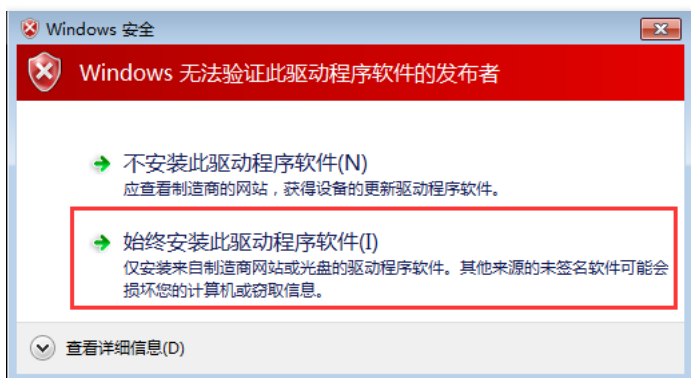 Windows 安全
Windows 无法验证此驱动程序软件的发布者
不安装此驱动程序软件(N)
应查看制造商的网站，获得设备的更新驱动程序软件。
始终安装此驱动程序软件(I)
仅安装来自制造商网站或光盘的驱动程序软件。其他来源的未签名软件可能会
损坏您的计算机或窃取信息。
查看详细信息(D)